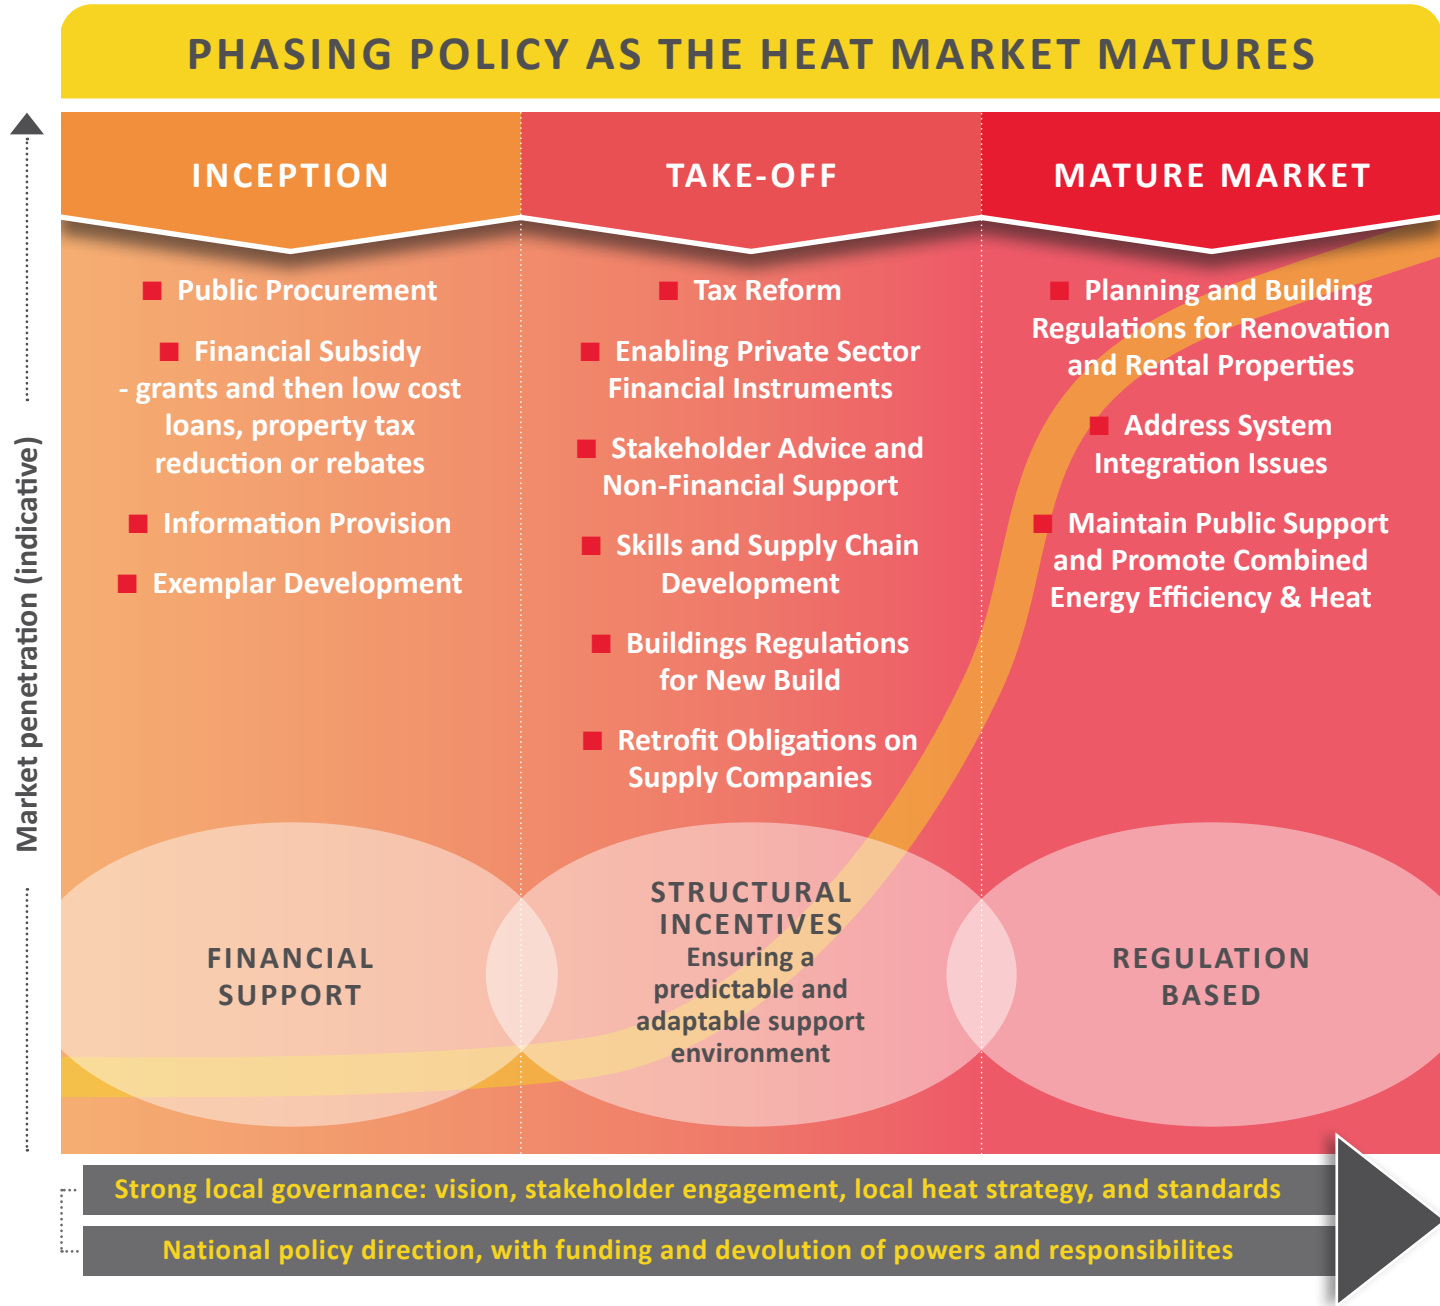 PHASING POLICY AS THE HEAT MARKET MATURES
Market penetration (indicative)
INCEPTION
Public Procurement
Financial Subsidy
- grants and then low cost
loans, property tax
reduction or rebates
Information Provision
Exemplar Development
FINANCIAL
SUPPORT
TAKE-OFF
Tax Reform
Enabling Private Sector
Financial Instruments
Stakeholder Advice and
Non-Financial Support
Skills and Supply Chain
Development
Buildings Regulations
for New Build
Retrofit Obligations on
Supply Companies
STRUCTURAL
INCENTIVES
Ensuring a
predictable and
adaptable support
environment
MATURE MARKET
Planning and Building
Regulations for Renovation
and Rental Properties
Address System
Integration Issues
Maintain Public Support
and Promote Combined
Energy Efficiency & Heat
REGULATION
BASED
Strong local governance: vision, stakeholder engagement, local heat strategy, and standards
National policy direction, with funding and devolution of powers and responsibilites